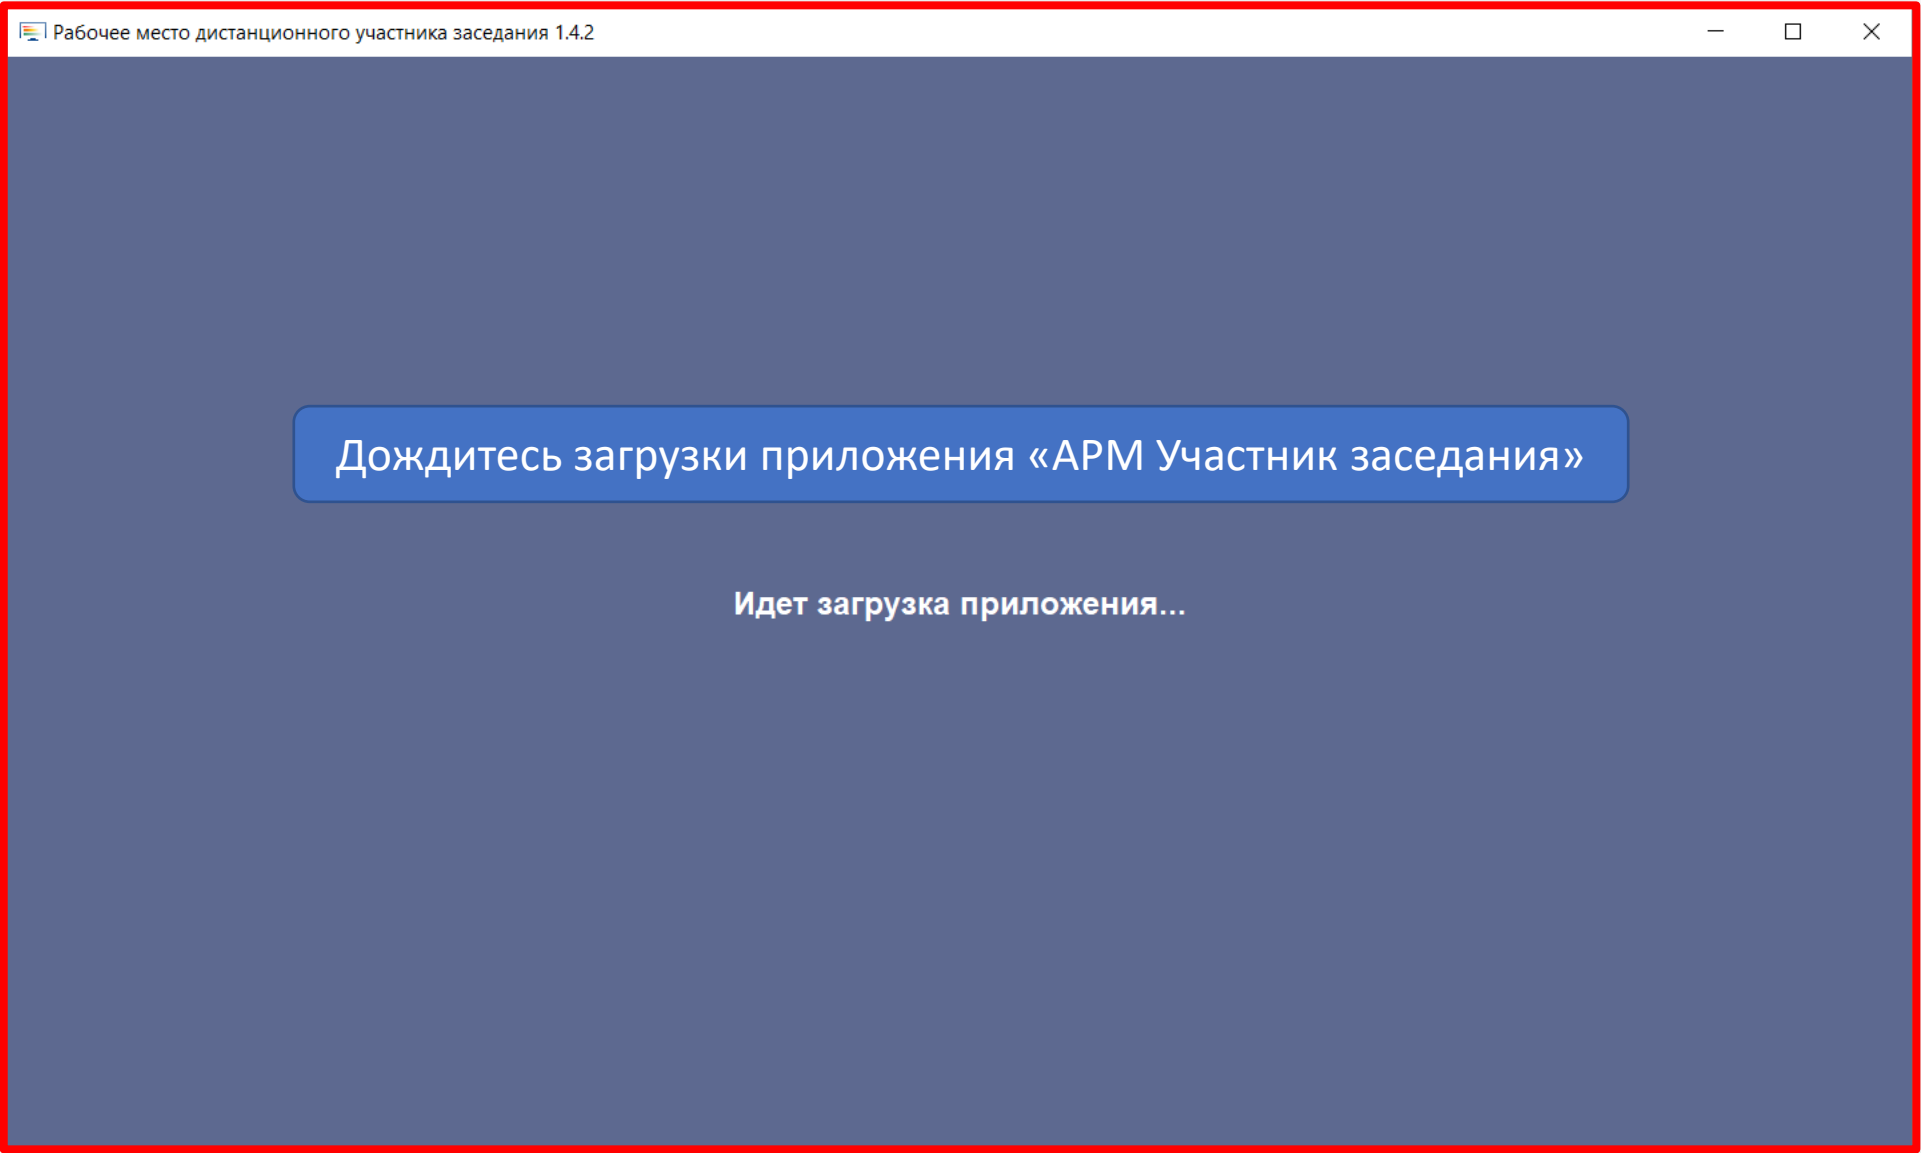 Рабочее место дистанционного участника заседания 1.4.2
Дождитесь загрузки приложения «АРМ Участник заседания»
Идет загрузка приложения...